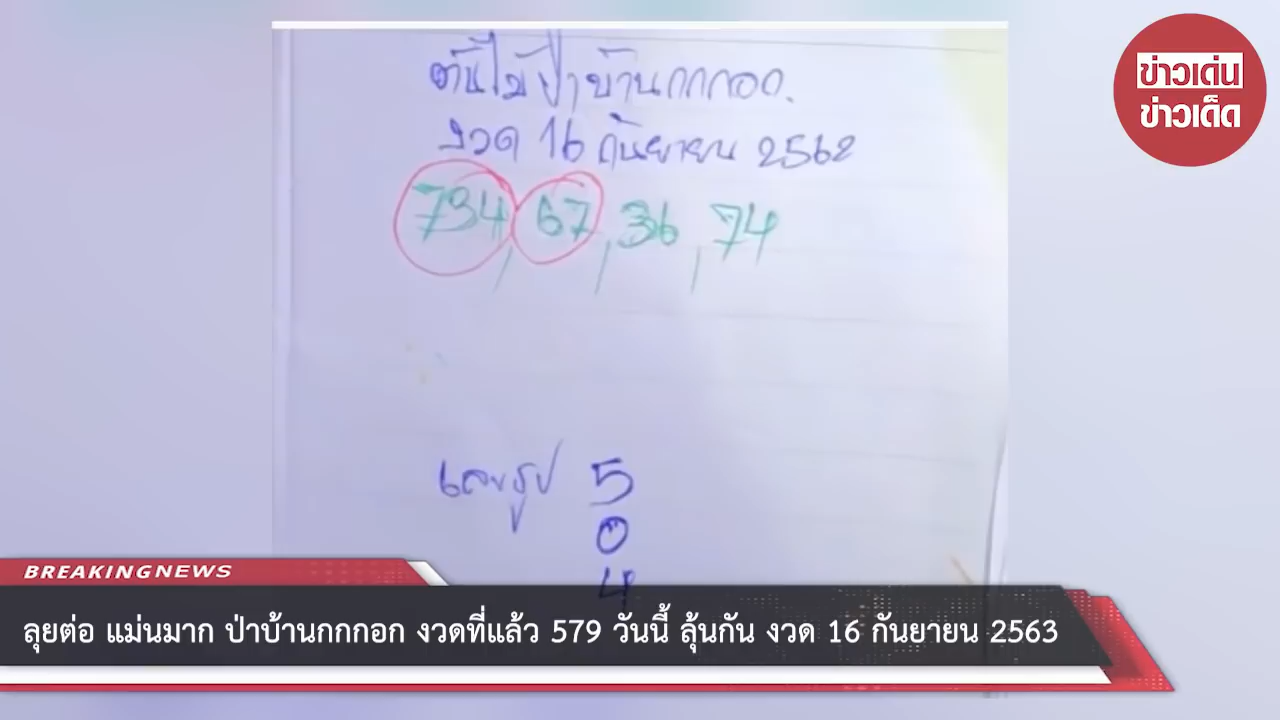 ต้นไม้ป่าบ้านกกกอก.
งวด 16 กันยายน 2562
734, 67, 36, 74
เลขรูป 5
0
4
ข่าวเด่น
ข่าวเด็ด
BREAKINGNEWS
ลุยต่อ แม่นมาก ป่าบ้านกกกอก งวดที่แล้ว 579 วันนี้ ลุ้นกัน งวด 16 กันยายน 2563